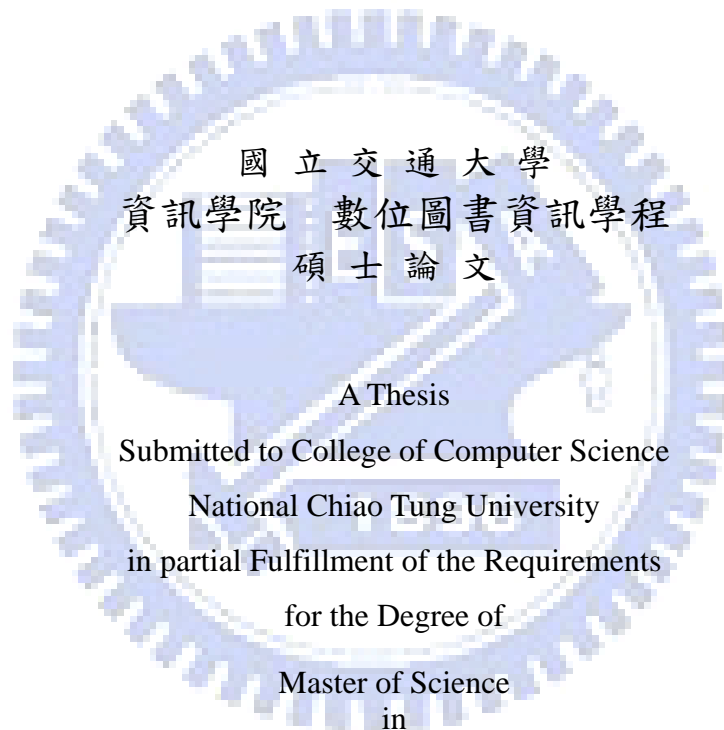 國 立 交 通 大 學
資訊學院 數位圖書資訊學程
碩 士 論 文
A Thesis
Submitted to College of Computer Science
National Chiao Tung University
in partial Fulfillment of the Requirements
for the Degree of
Master of Science
in